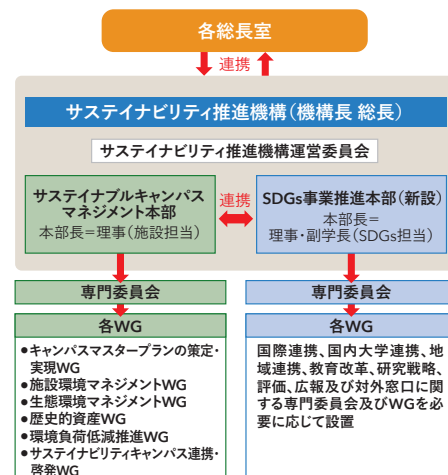 各総長室
連携
サステイナビリティ推進機構（機構長 総長）
サステイナビリティ推進機構運営委員会
サステイナブルキャンパス
マネジメント本部
本部長＝理事（施設担当）
連携
SDGs事業推進本部（新設）
本部長＝
理事・副学長（SDGs担当）
専門委員会
各WG
●キャンパスマスタープランの策定・
実現WG
●施設環境マネジメントWG
●生態環境マネジメントWG
●歴史的資産WG
●環境負荷低減推進WG
●サステイナビリティキャンパス連携・
啓発WG
専門委員会
各WG
国際連携、国内大学連携、地
域連携、教育改革、研究戦略、
評価、広報及び対外窓口に関
する専門委員会及びWGを必
要に応じて設置